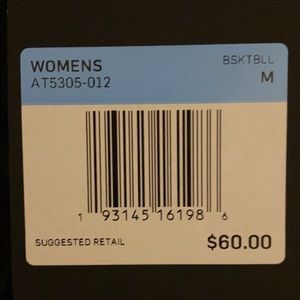 WOMENS BSKTBLL
AT5305-012 M
1 93145 16198 6
SUGGESTED RETAIL $60.00